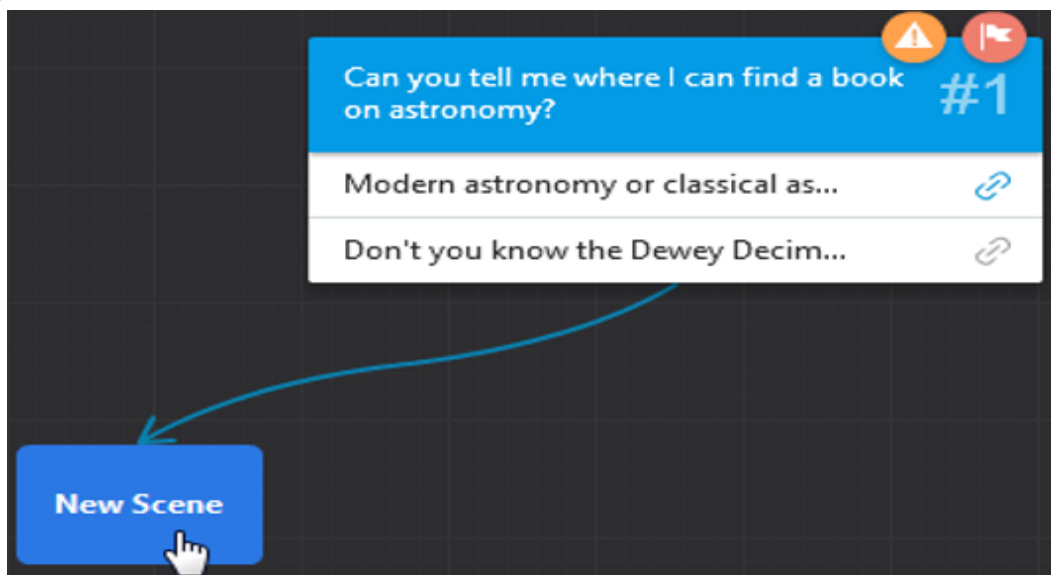 Can you tell me where I can find a book
on astronomy?
#1
Modern astronomy or classical as...
Don't you know the Dewey Decim...
New Scene